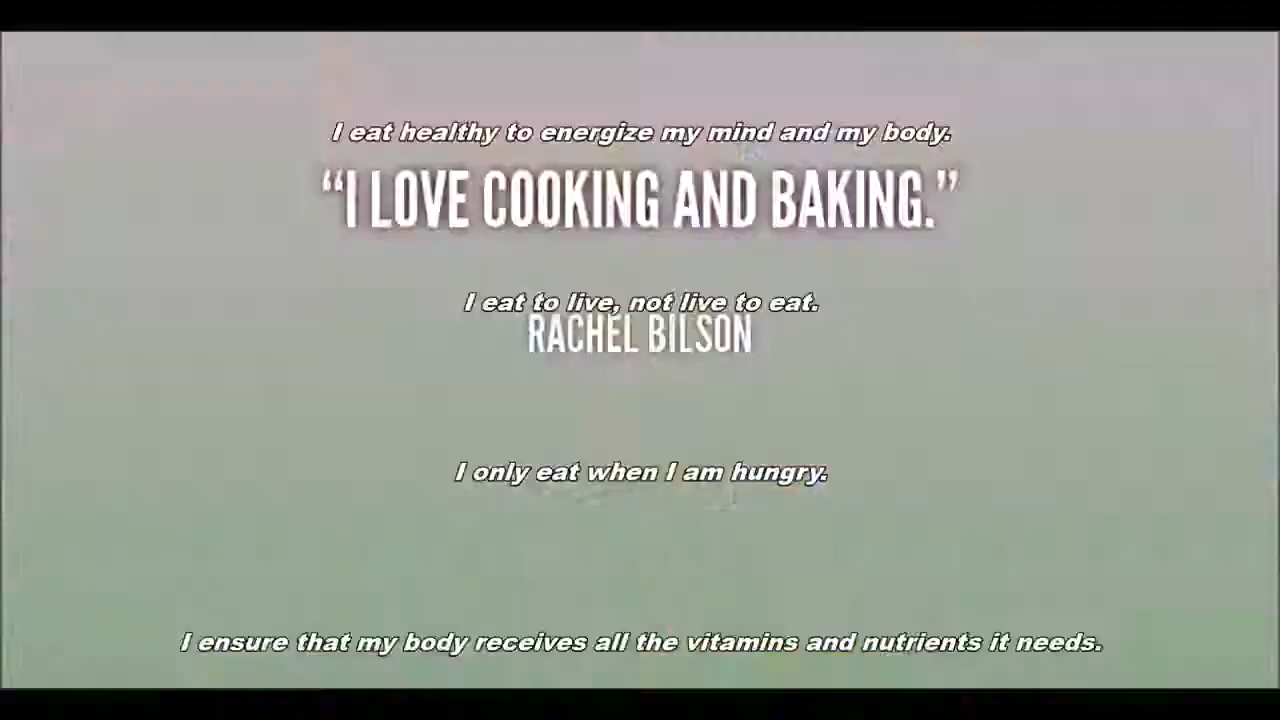 I eat healthy to energize my mind and my body.
“I LOVE COOKING AND BAKING.”
I eat to live, not live to eat.
RACHEL BILSON
I only eat when I am hungry.
I ensure that my body receives all the vitamins and nutrients it needs.